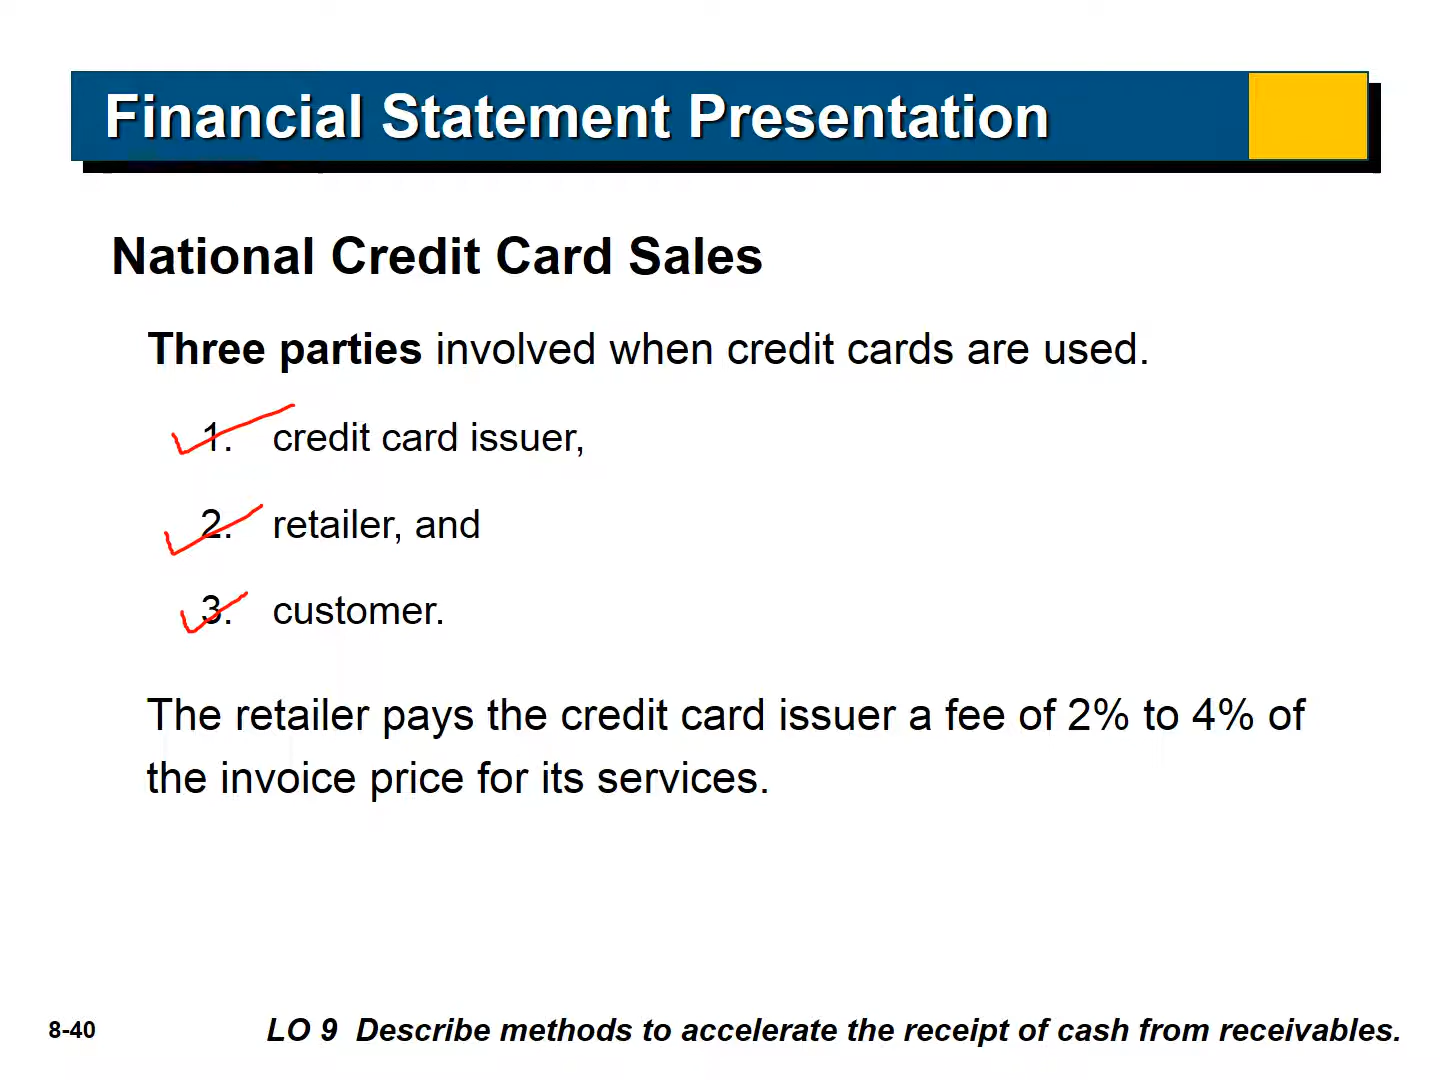 Financial Statement Presentation
National Credit Card Sales
Three parties involved when credit cards are used.
1. credit card issuer,
2. retailer, and
3. customer.
The retailer pays the credit card issuer a fee of 2% to 4% of
the invoice price for its services.
8-40 LO 9 Describe methods to accelerate the receipt of cash from receivables.